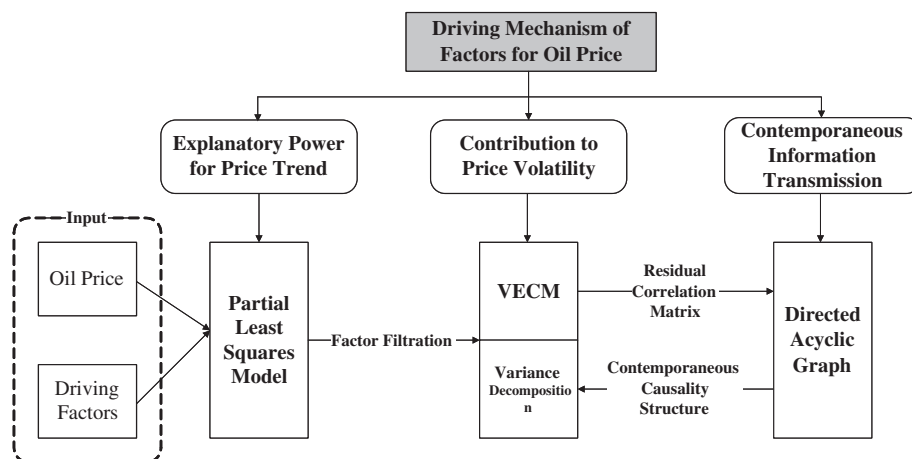 Driving Mechanism of
Factors for Oil Price
Explanatory Power
for Price Trend
Contribution to
Price Volatility
Contemporaneous
Information
Transmission
Input
Oil Price
Driving
Factors
Partial
Least
Squares
Model
Factor Filtration
VECM
Variance
Decompositio
n
Residual
Correlation
Matrix
Contemporaneous
Causality
Structure
Directed
Acyclic
Graph